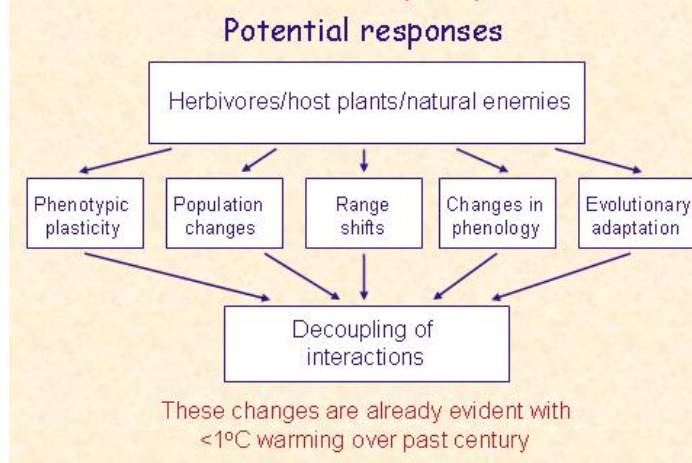 Potential responses
Herbivores/host plants/natural enemies
Phenotypic
plasticity
Population
changes
Range
shifts
Changes in
phenology
Evolutionary
adaptation
Decoupling of
interactions
These changes are already evident with
<1ºC warming over past century